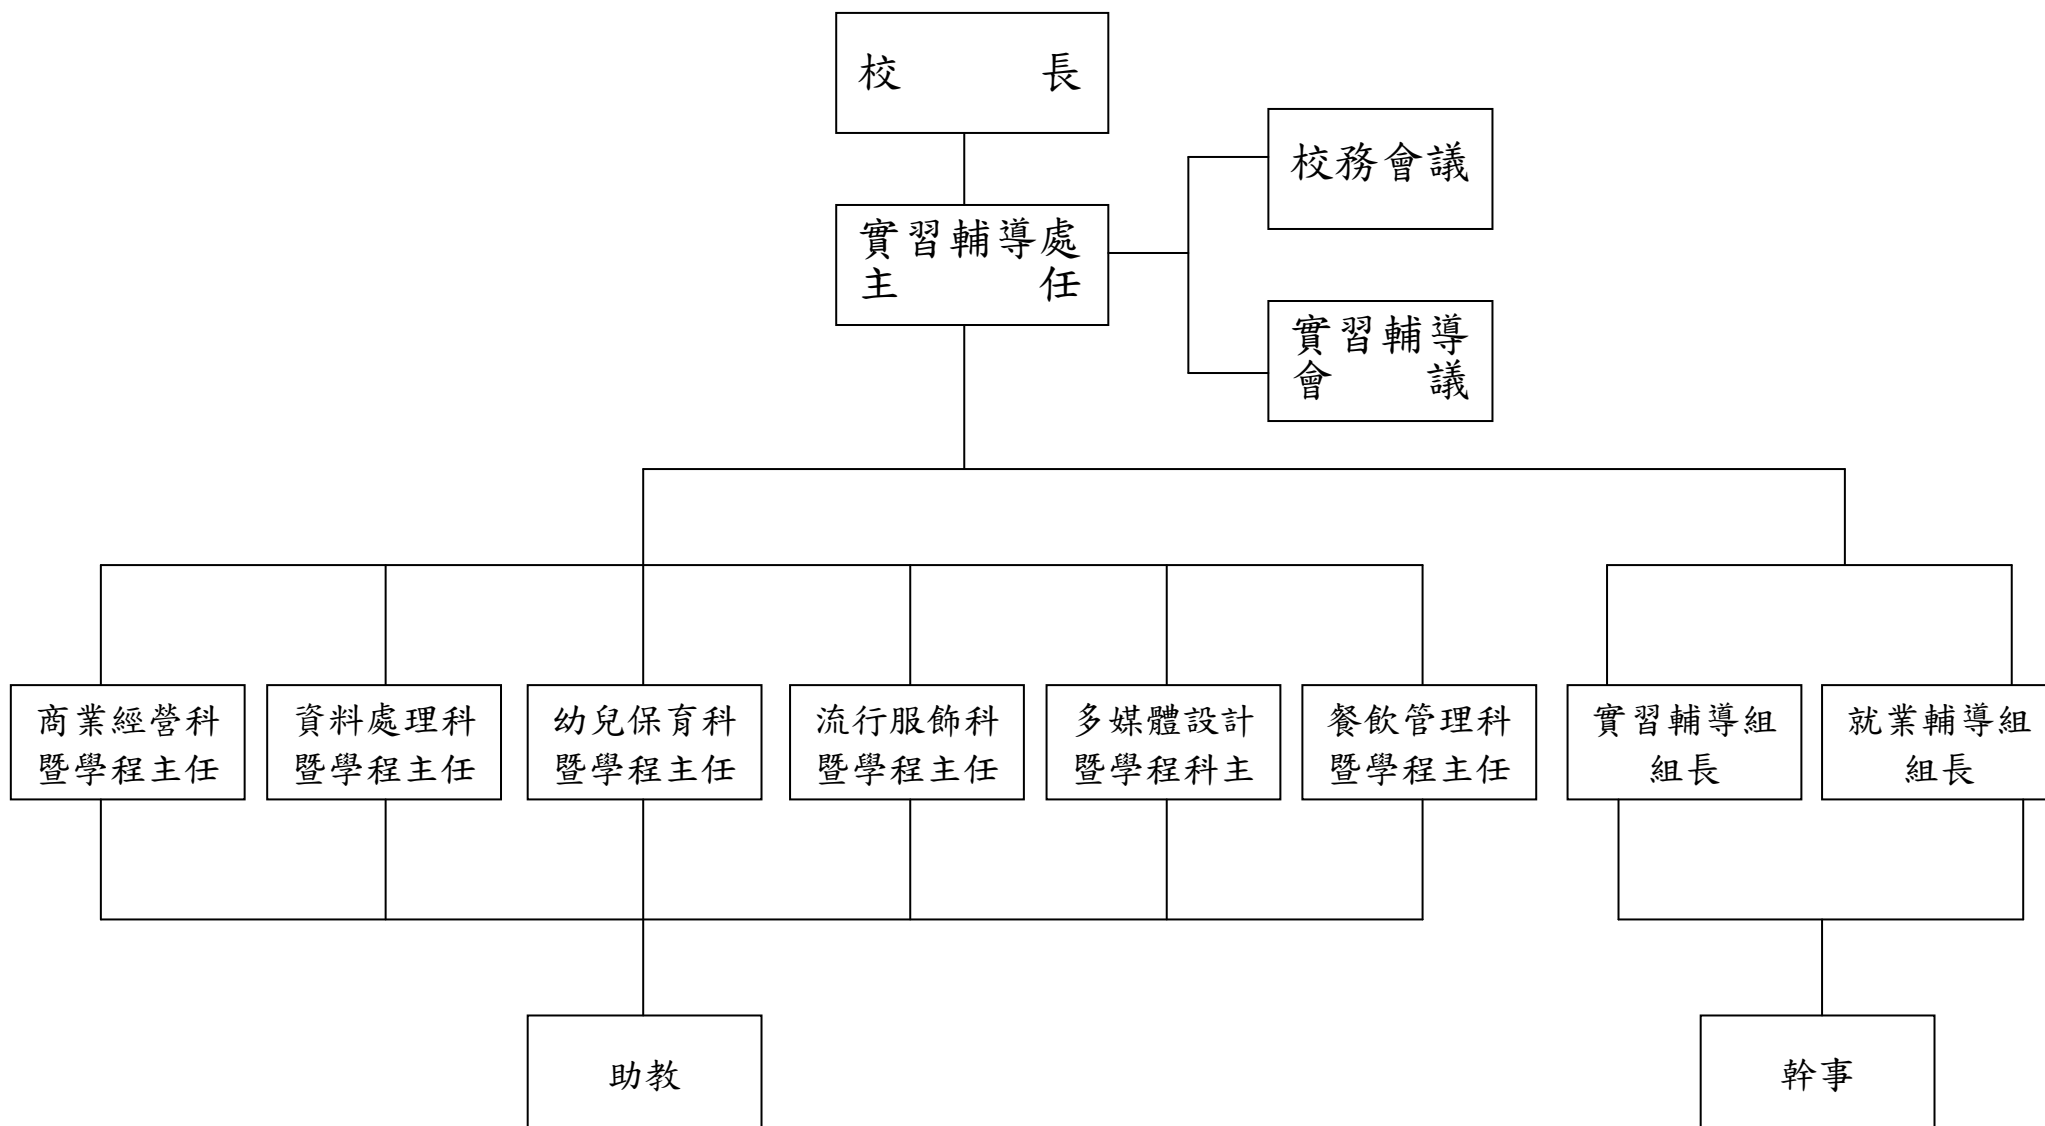 校長
校務會議
實習輔導處
主任
實習輔導
會議
商業經營科
暨學程主任
資料處理科
暨學程主任
幼兒保育科
暨學程主任
流行服飾科
暨學程主任
多媒體設計
暨學程科主
餐飲管理科
暨學程主任
實習輔導組
組長
就業輔導組
組長
助教
幹事